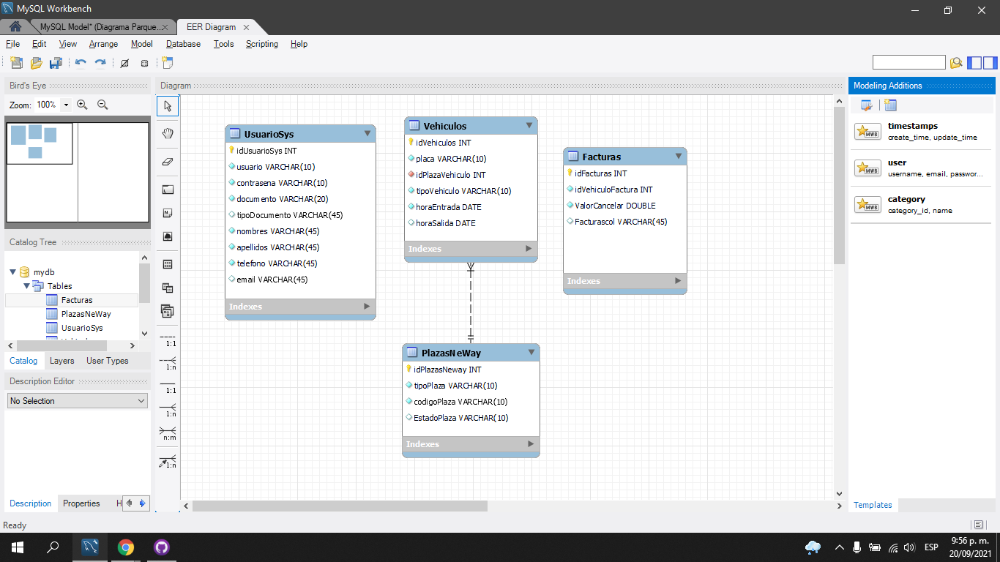 MySQL Workbench
MySQL Model* (Diagrama Parque...
EER Diagram
File Edit View Arrange Model Database Tools Scripting Help
Bird's Eye
Zoom: 100%
Catalog Tree
mydb
Tables
Facturas
PlazasNeWay
UsuarioSys
Catalog Layers User Types
Description Editor
No Selection
Description Properties H
Diagram
1:1
1:n
1:1
1:n
n:m
1:n
UsuarioSys
idUsuarioSys INT
usuario VARCHAR(10)
contrasena VARCHAR(10)
documento VARCHAR(20)
tipoDocumento VARCHAR(45)
nombres VARCHAR(45)
apellidos VARCHAR(45)
telefono VARCHAR(45)
email VARCHAR(45)
Indexes
Vehiculos
idVehiculos INT
placa VARCHAR(10)
idPlazaVehiculo INT
tipoVehiculo VARCHAR(10)
horaEntrada DATE
horaSalida DATE
Indexes
Facturas
idFacturas INT
idVehiculoFactura INT
ValorCancelar DOUBLE
Facturascol VARCHAR(45)
Indexes
PlazasNeWay
idPlazasNeway INT
tipoPlaza VARCHAR(10)
codigoPlaza VARCHAR(10)
EstadoPlaza VARCHAR(10)
Indexes
Modeling Additions
MWB
timestamps
create_time, update_time
MWB
user
username, email, passwor...
MWB
category
category_id, name
Templates
Ready
ESP
9:56 p. m.
20/09/2021